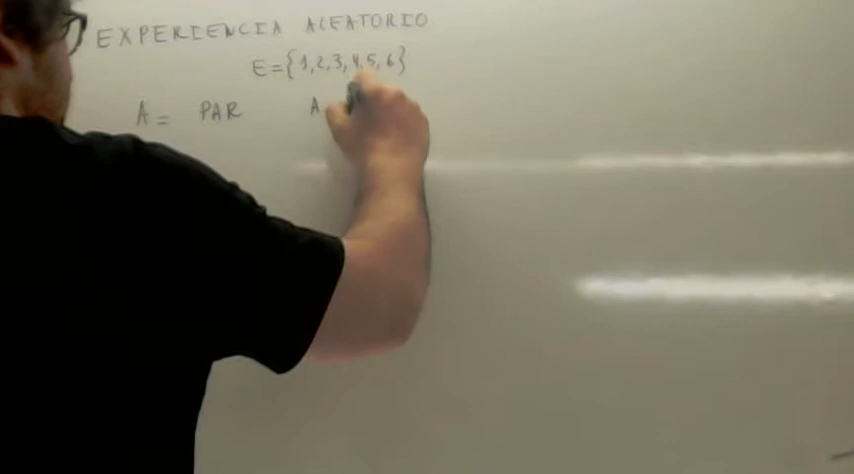 EXPERIENCIA ALEATORIO
E={1,2,3,4,5,6}
A= PAR A